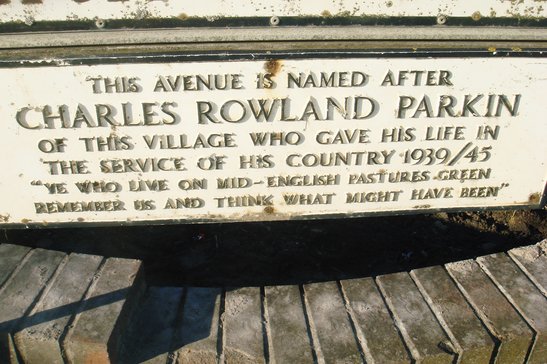 THIS AVENUE IS NAMED AFTER
CHARLES ROWLAND PARKIN
OF THIS VILLAGE WHO GAVE HIS LIFE IN
THE SERVICE OF HIS COUNTRY 1939/45
"YE WHO LIVE ON MID-ENGLISH PASTURES GREEN
REMEMBER US AND THINK WHAT MIGHT HAVE BEEN"